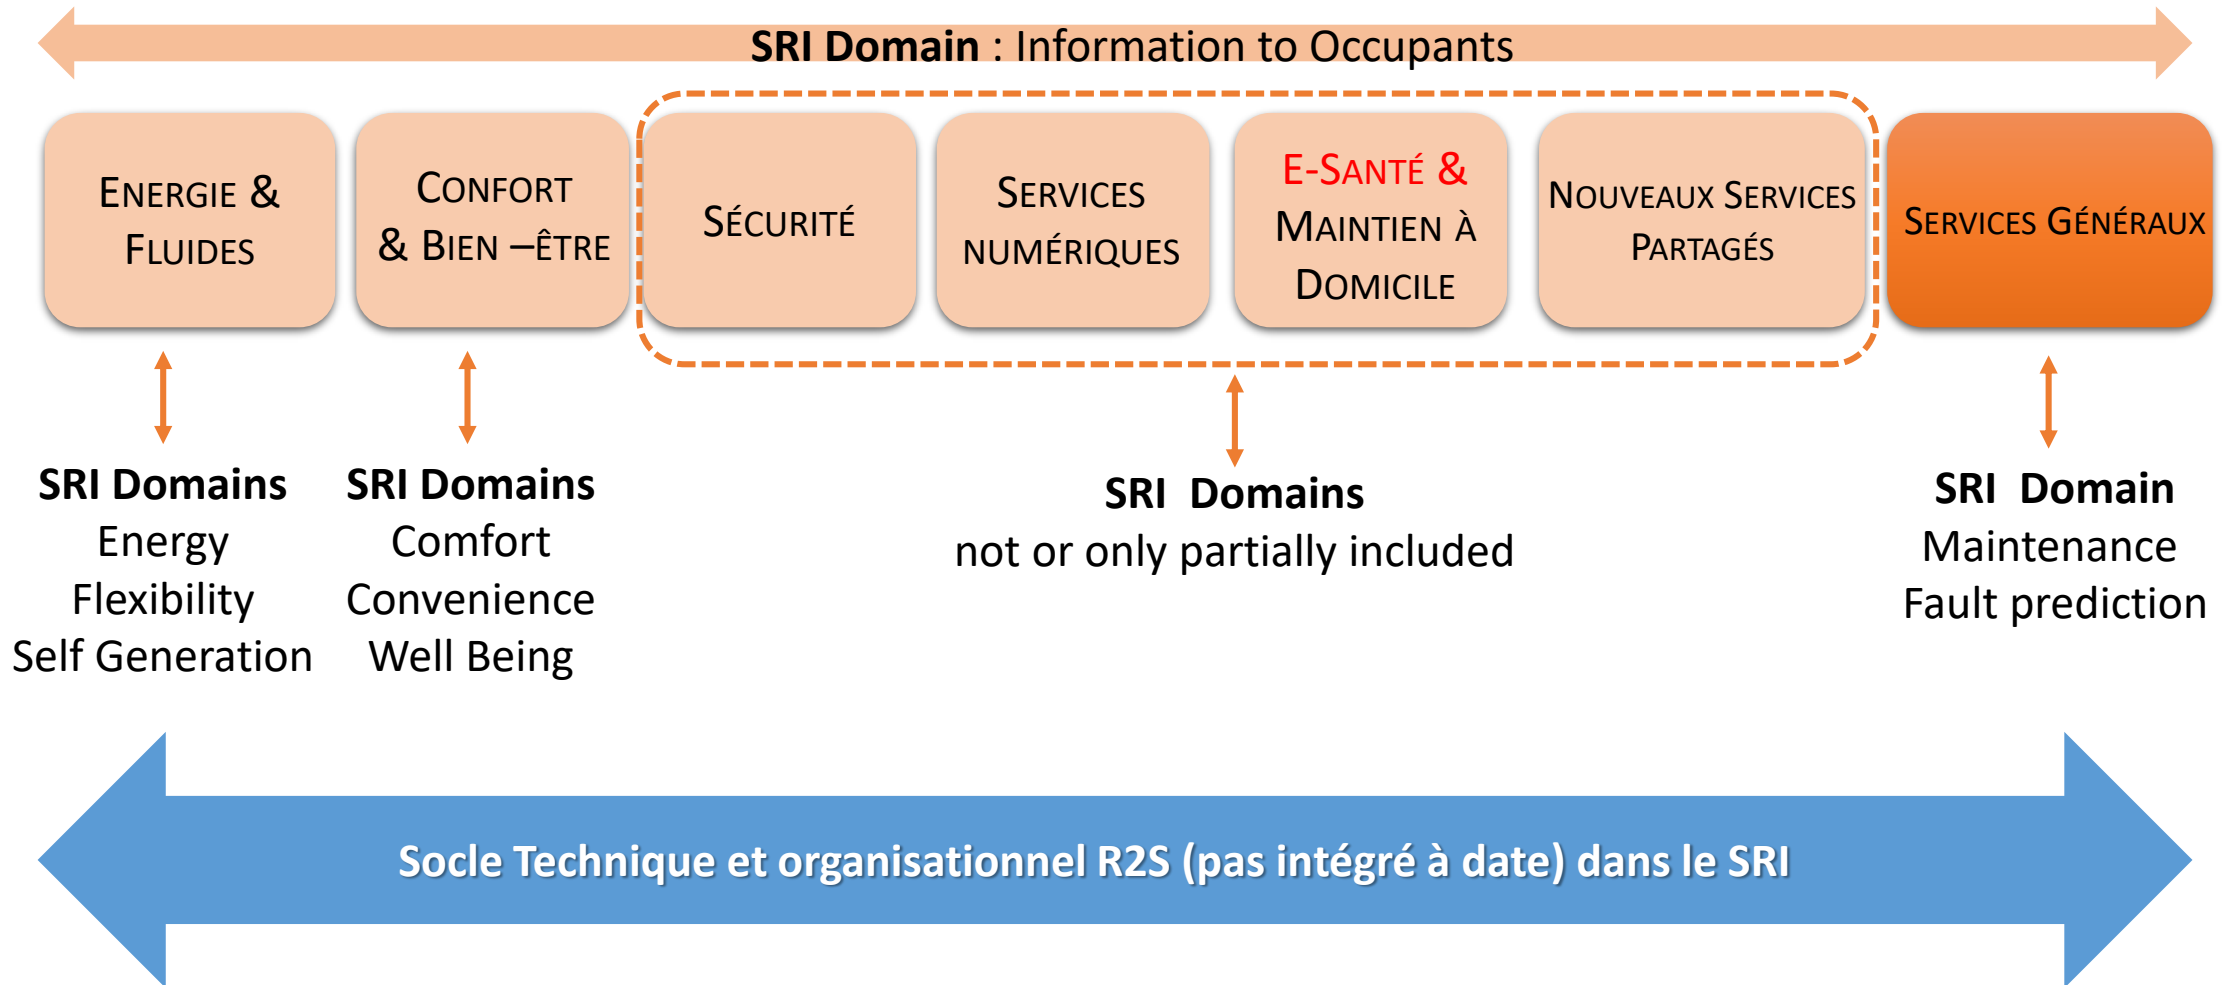 SRI Domain : Information to Occupants
ENERGIE &
FLUIDES
CONFORT
& BIEN –ÊTRE
SÉCURITÉ
SERVICES
NUMÉRIQUES
E-SANTÉ &
MAINTIEN À
DOMICILE
NOUVEAUX SERVICES
PARTAGÉS
SERVICES GÉNÉRAUX
SRI Domains
Energy
Flexibility
Self Generation
SRI Domains
Comfort
Convenience
Well Being
SRI  Domains
not or only partially included
SRI  Domain
Maintenance
Fault prediction
Socle Technique et organisationnel R2S (pas intégré à date) dans le SRI